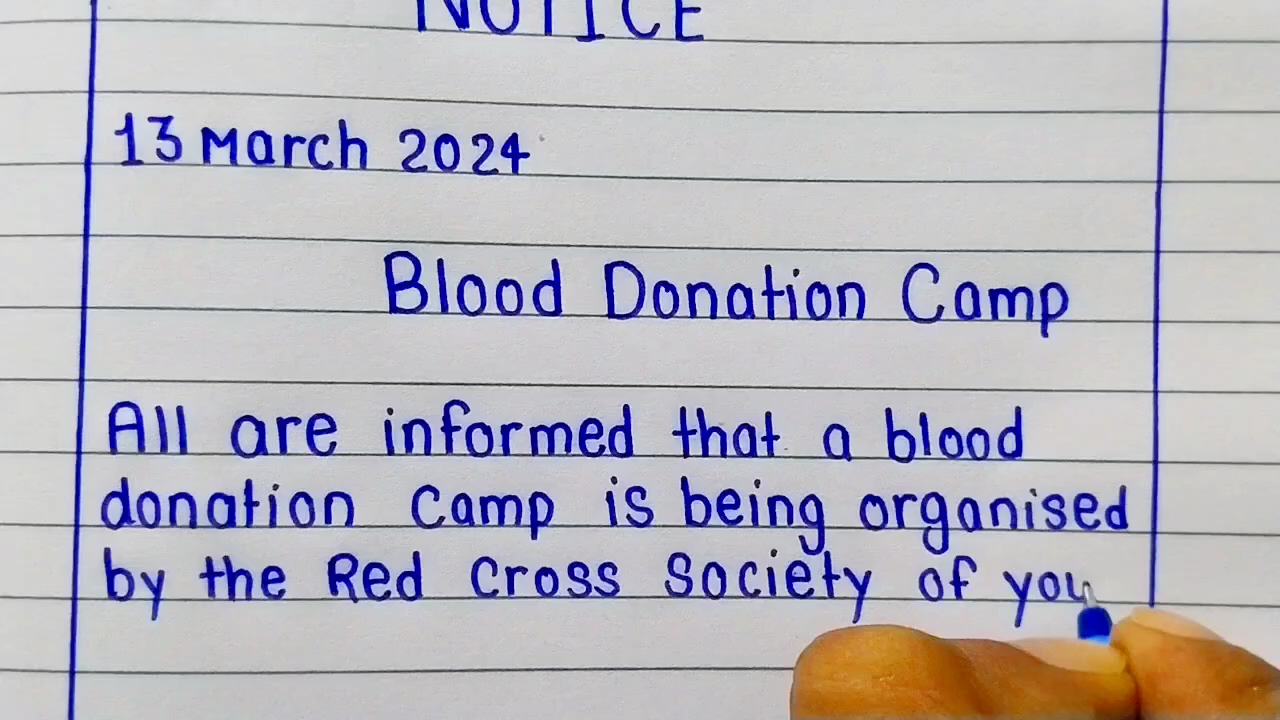 NOTICE
13 March 2024
Blood Donation Camp
All are informed that a blood
donation camp is being organised
by the Red Cross Society of you